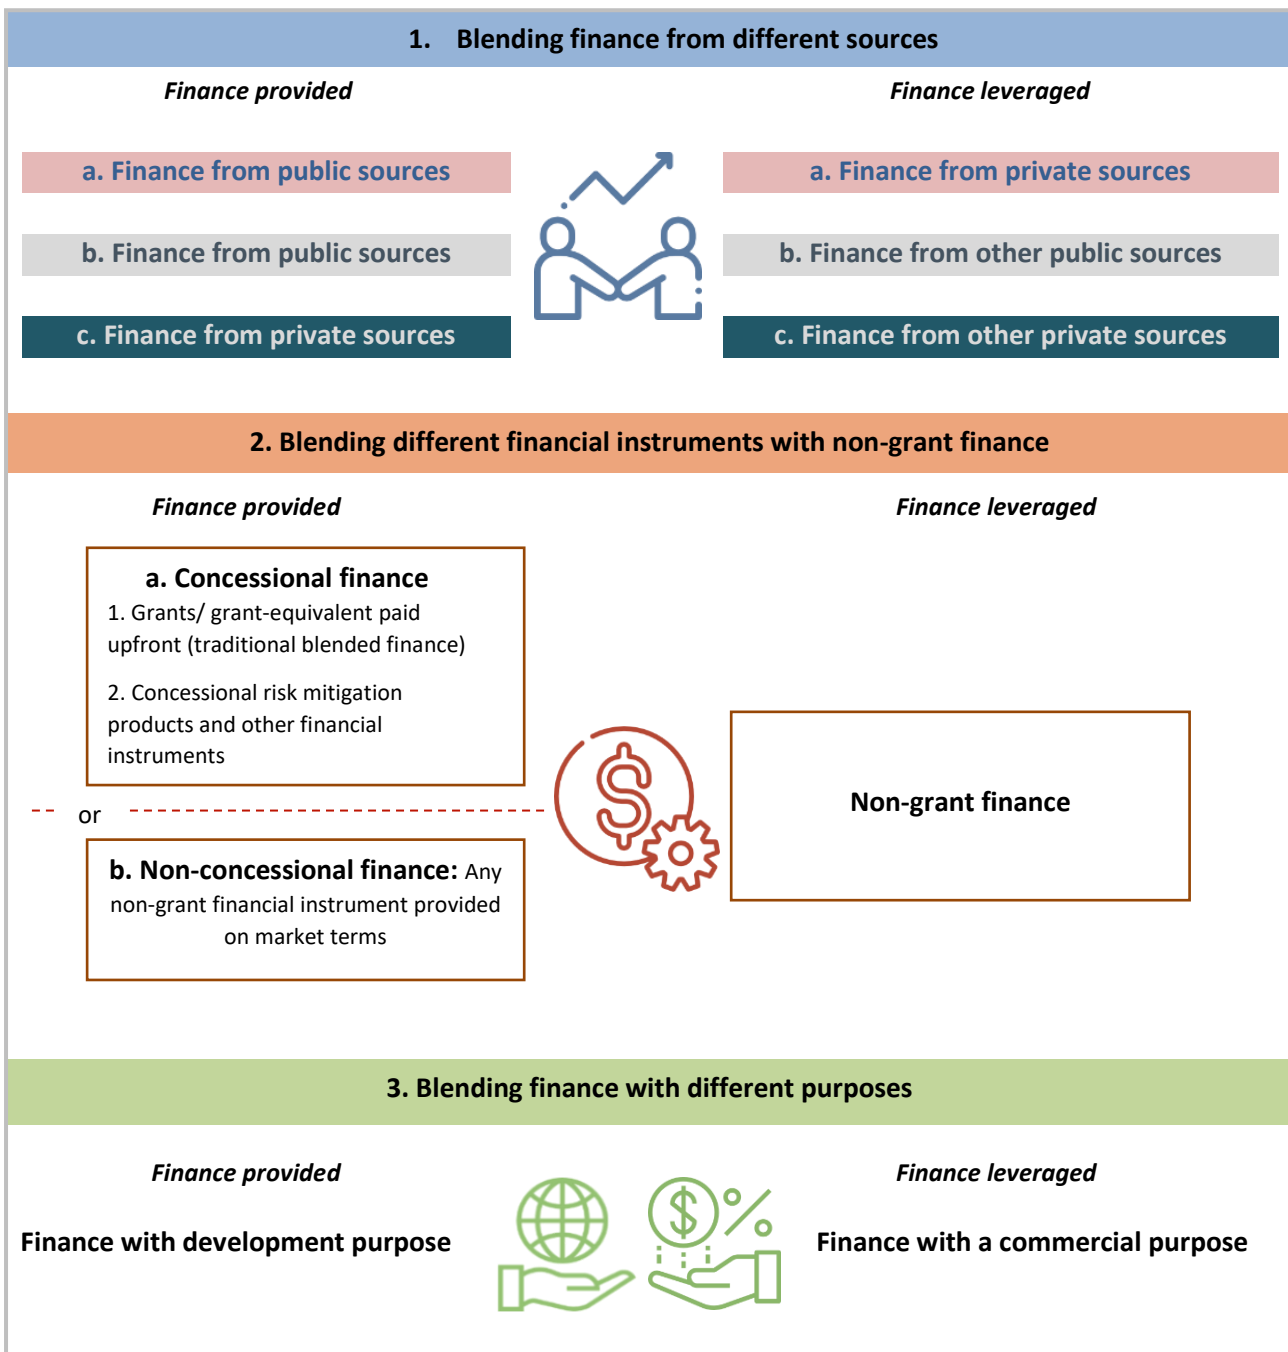 1. Blending finance from different sources
Finance provided
Finance leveraged
a. Finance from public sources
a. Finance from private sources
b. Finance from public sources
b. Finance from other public sources
c. Finance from private sources
c. Finance from other private sources
2. Blending different financial instruments with non-grant finance
Finance provided
Finance leveraged
a. Concessional finance
1. Grants/ grant-equivalent paid
upfront (traditional blended finance)
2. Concessional risk mitigation
products and other financial
instruments
or
b. Non-concessional finance: Any
non-grant financial instrument provided
on market terms
$
Non-grant finance
3. Blending finance with different purposes
Finance provided
Finance leveraged
Finance with development purpose
$ %
Finance with a commercial purpose